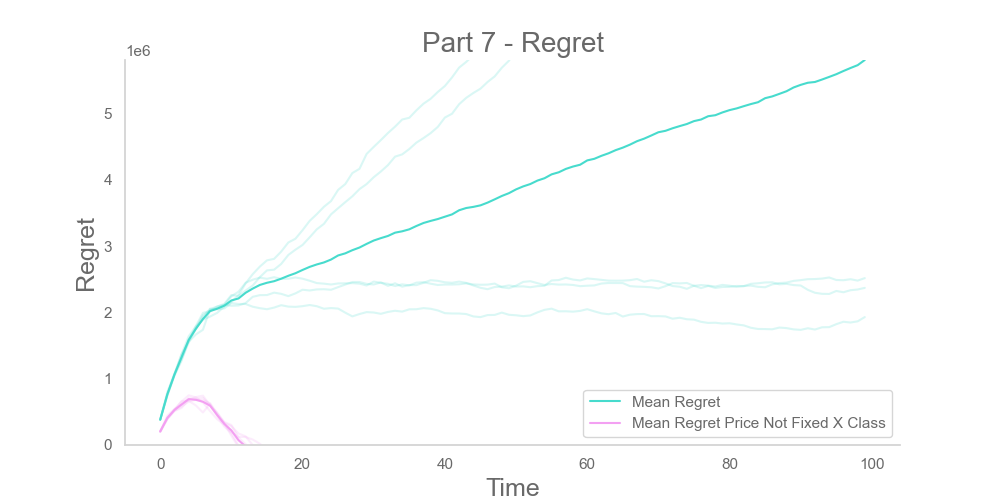 Part 7 - Regret
1e6
5
4
3
2
1
0
Regret
0 20 40 60 80 100
Time
Mean Regret
Mean Regret Price Not Fixed X Class